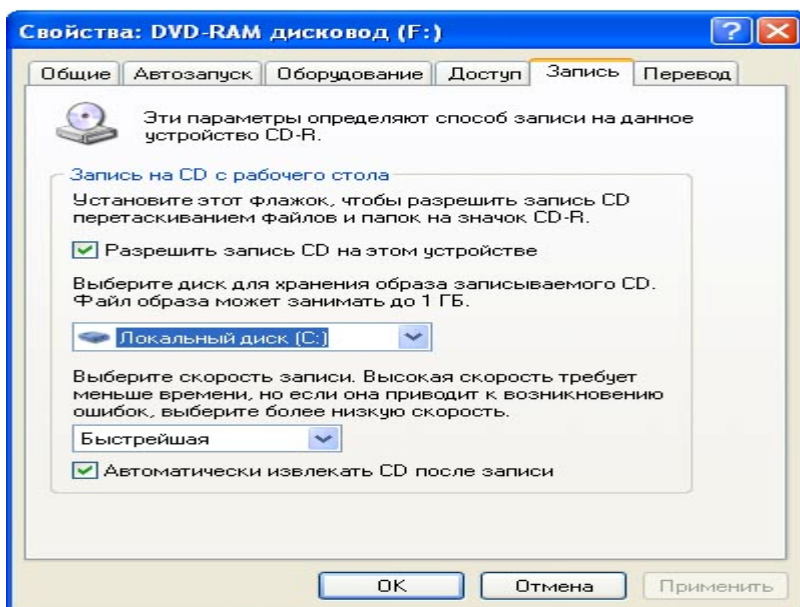 Свойства: DVD-RAM дисковод (F:)
Общие Автозапуск Оборудование Доступ Запись Перевод
Эти параметры определяют способ записи на данное
устройство CD-R.
Запись на CD с рабочего стола
Установите этот флажок, чтобы разрешить запись CD
перетаскиванием файлов и папок на значок CD-R.
Разрешить запись CD на этом устройстве
Выберите диск для хранения образа записываемого CD.
Файл образа может занимать до 1 ГБ.
Локальный диск (C:)
Выберите скорость записи. Высокая скорость требует
меньше времени, но если она приводит к возникновению
ошибок, выберите более низкую скорость.
Быстрейшая
Автоматически извлекать CD после записи
OK Отмена Применить